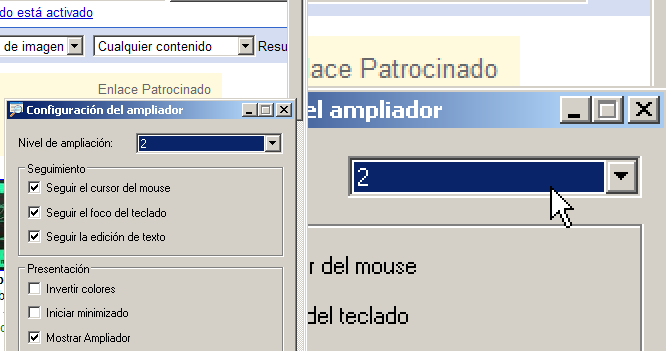 do está activado
de imagen
Cualquier contenido
Resu
Enlace Patrocinado
Configuración del ampliador
Nivel de ampliación:
2
Seguimiento
Seguir el cursor del mouse
Seguir el foco del teclado
Seguir la edición de texto
Presentación
Invertir colores
Iniciar minimizado
Mostrar Ampliador
lace Patrocinado
el ampliador
2
r del mouse
del teclado